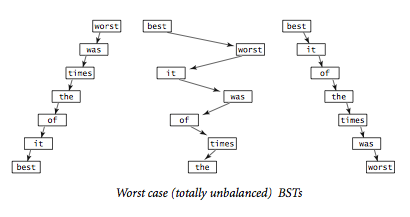 worst
was
times
the
of
it
best
best
worst
it
was
of
times
the
best
it
of
the
times
was
worst
Worst case (totally unbalanced) BSTs